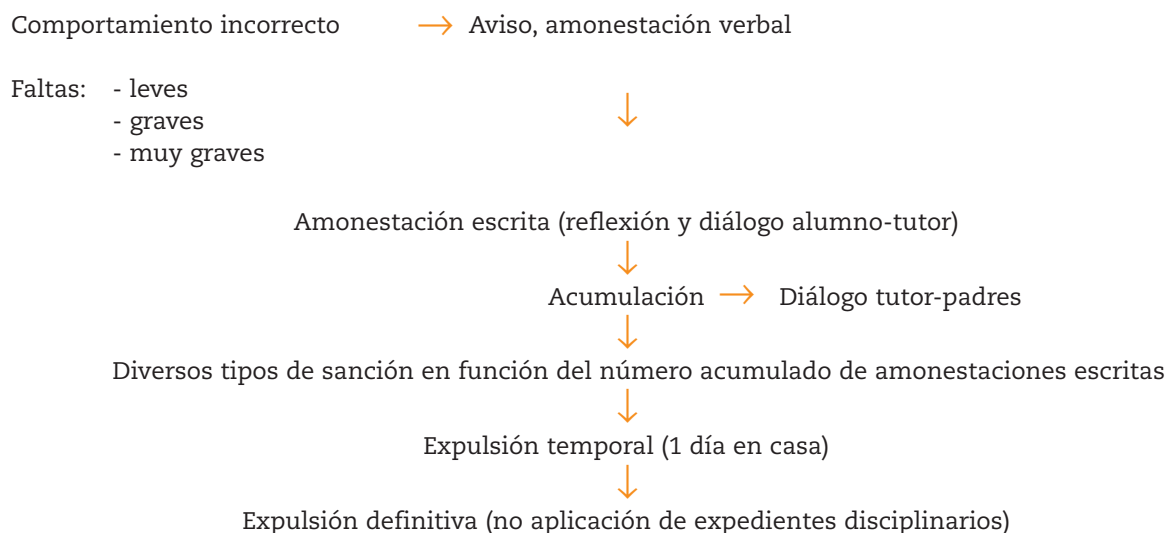 Comportamiento incorrecto → Aviso, amonestación verbal
Faltas: - leves
- graves
- muy graves
Amonestación escrita (reflexión y diálogo alumno-tutor)
Acumulación → Diálogo tutor-padres
Diversos tipos de sanción en función del número acumulado de amonestaciones escritas
Expulsión temporal (1 día en casa)
Expulsión definitiva (no aplicación de expedientes disciplinarios)